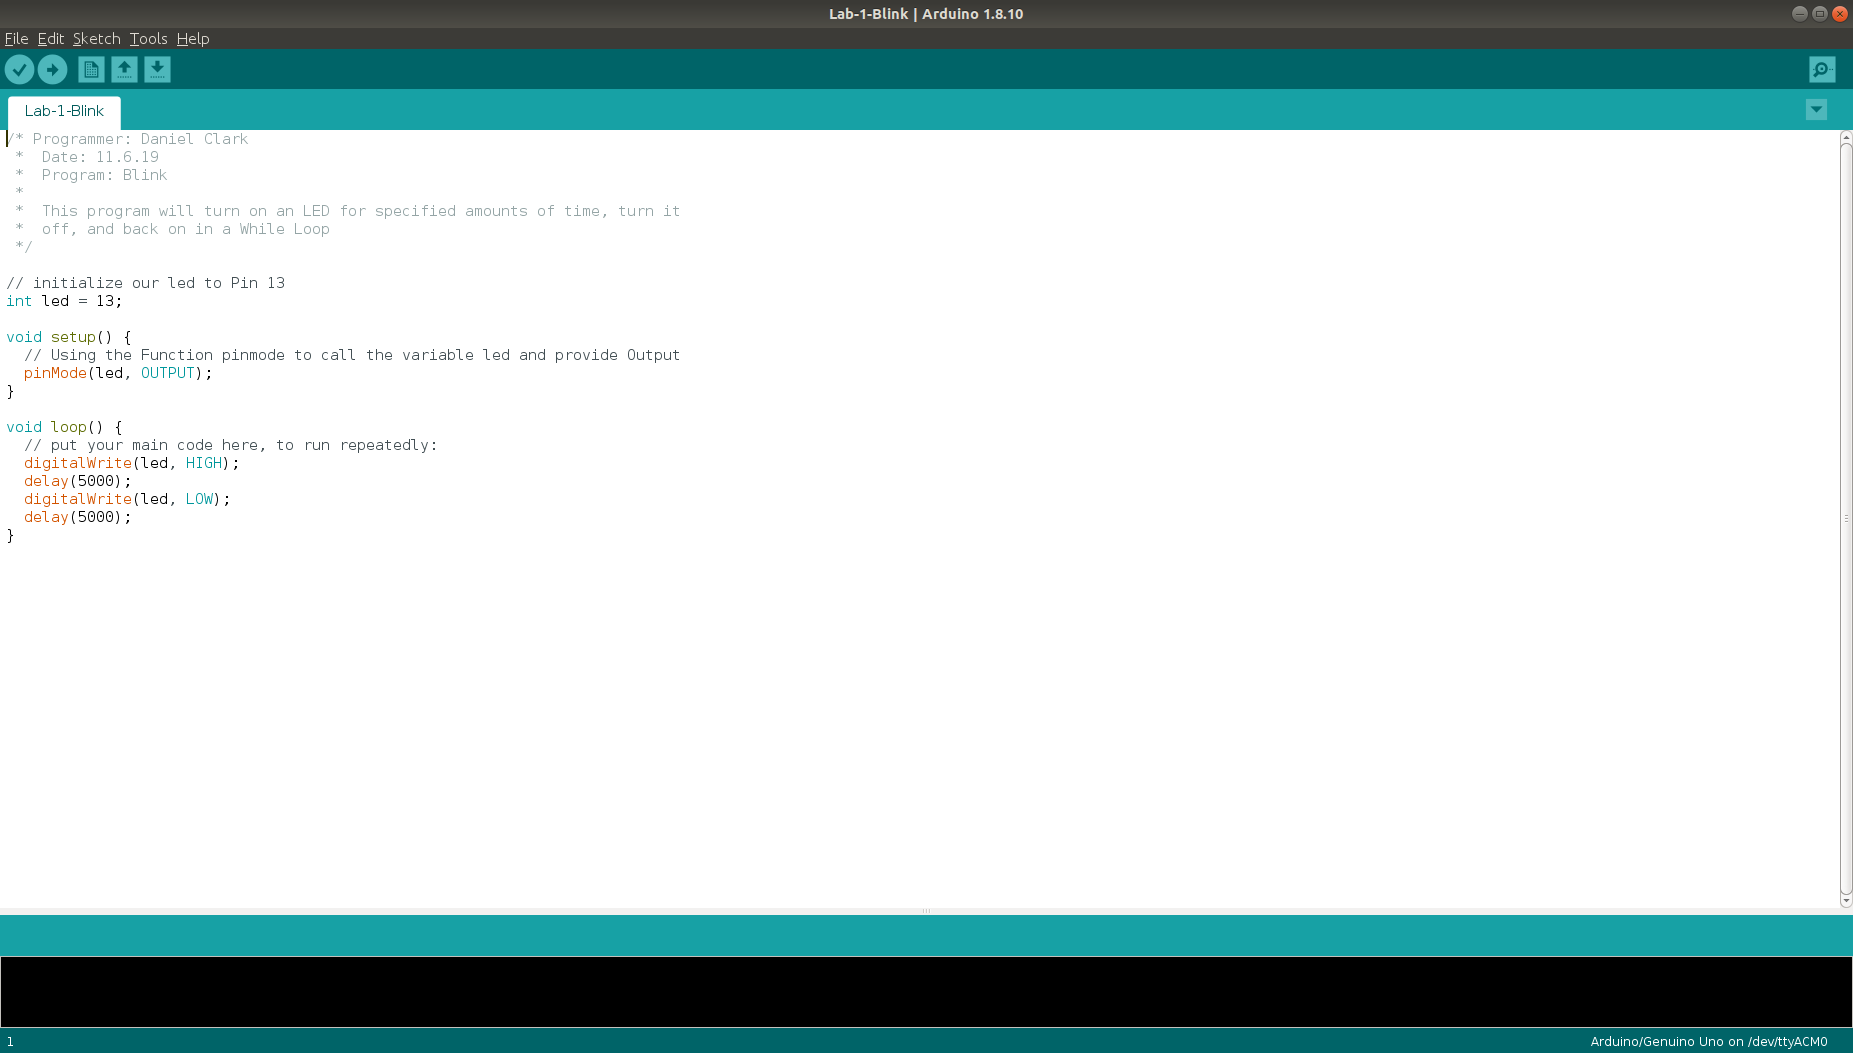 Lab-1-Blink | Arduino 1.8.10
File Edit Sketch Tools Help
Lab-1-Blink
/* Programmer: Daniel Clark
 *  Date: 11.6.19
 *  Program: Blink
 *
 *  This program will turn on an LED for specified amounts of time, turn it
 *  off, and back on in a While Loop
 */

// initialize our led to Pin 13
int led = 13;

void setup() {
  // Using the Function pinmode to call the variable led and provide Output
  pinMode(led, OUTPUT);
}

void loop() {
  // put your main code here, to run repeatedly:
  digitalWrite(led, HIGH);
  delay(5000);
  digitalWrite(led, LOW);
  delay(5000);
}
1
Arduino/Genuino Uno on /dev/ttyACM0